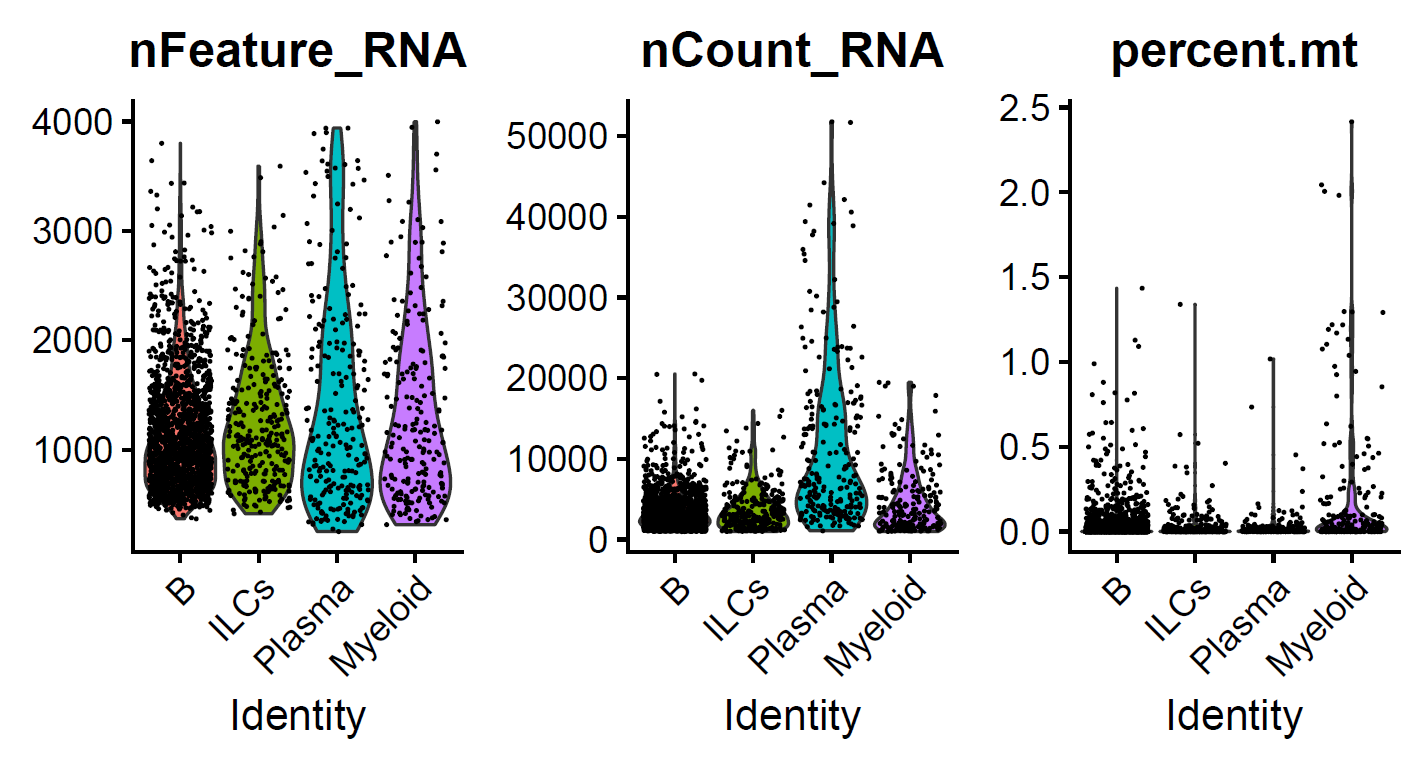 nFeature_RNA
4000
3000
2000
1000
B
ILCs
Plasma
Myeloid
Identity
nCount_RNA
50000
40000
30000
20000
10000
0
B
ILCs
Plasma
Myeloid
Identity
percent.mt
2.5
2.0
1.5
1.0
0.5
0.0
B
ILCs
Plasma
Myeloid
Identity